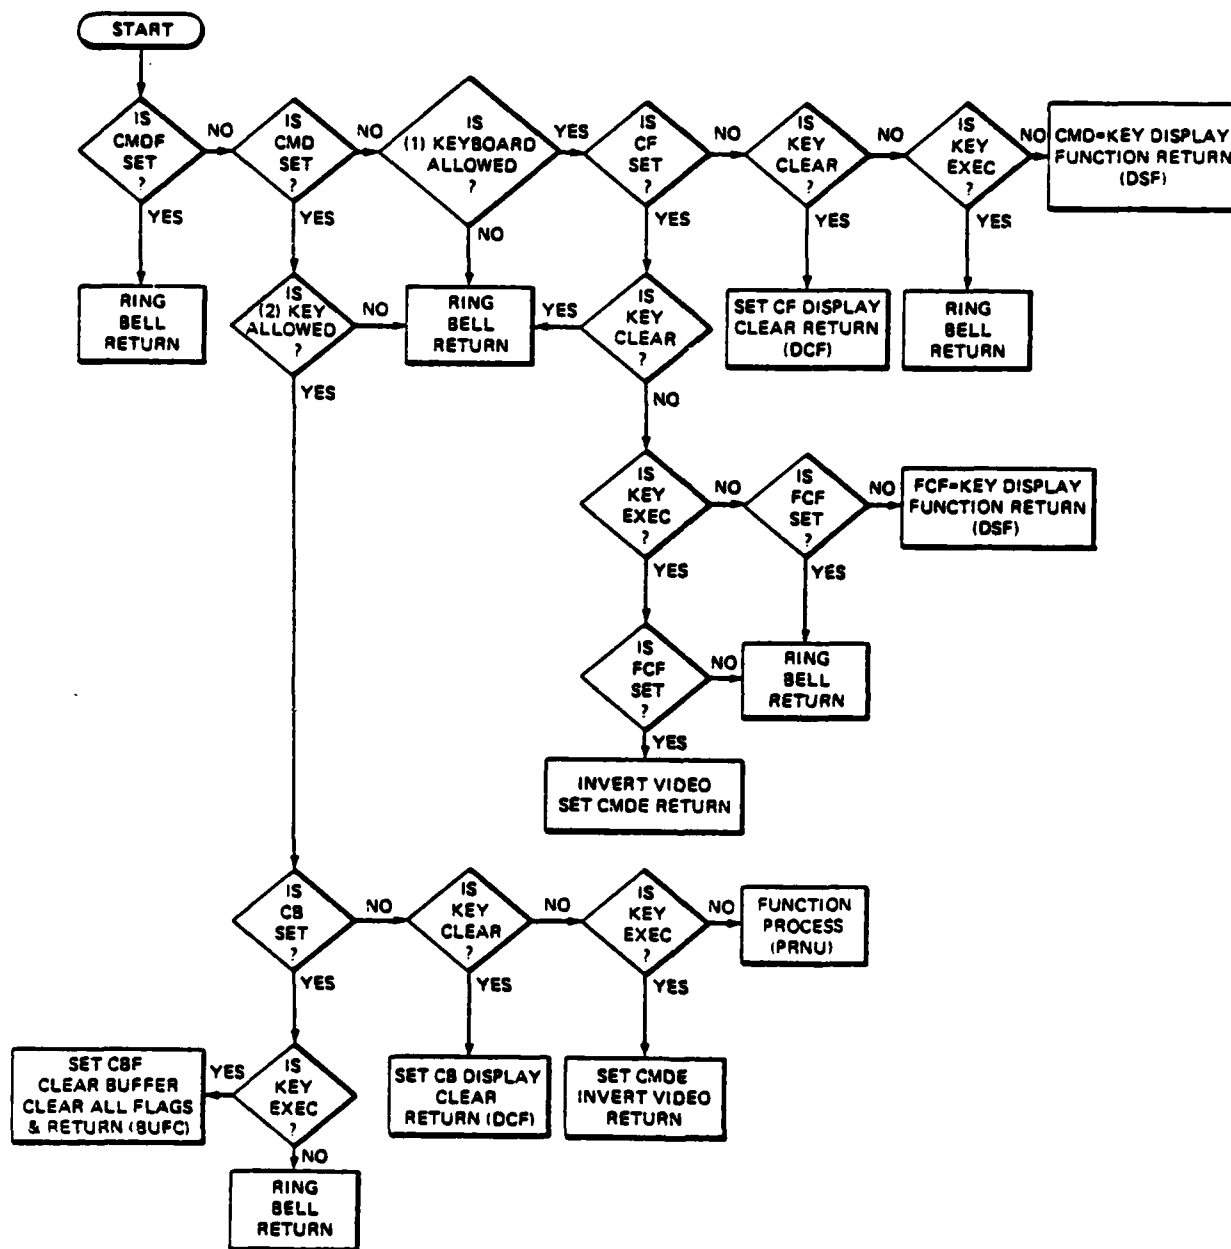 START
IS
CMDF
SET
?
NO
YES
IS
CMD
SET
?
NO
YES
IS
(1) KEYBOARD
ALLOWED
?
YES
NO
IS
CF
SET
?
NO
YES
IS
KEY
CLEAR
?
NO
YES
IS
KEY
EXEC
?
NO
YES
CMD=KEY DISPLAY
FUNCTION RETURN
(DSF)
RING
BELL
RETURN
IS
(2) KEY
ALLOWED
?
NO
YES
RING
BELL
RETURN
YES
IS
KEY
CLEAR
?
NO
SET CF DISPLAY
CLEAR RETURN
(DCF)
RING
BELL
RETURN
IS
KEY
EXEC
?
NO
YES
IS
FCF
SET
?
NO
YES
FCF=KEY DISPLAY
FUNCTION RETURN
(DSF)
IS
FCF
SET
?
NO
YES
RING
BELL
RETURN
INVERT VIDEO
SET CMDE RETURN
IS
CB
SET
?
NO
YES
IS
KEY
CLEAR
?
NO
YES
IS
KEY
EXEC
?
NO
YES
FUNCTION
PROCESS
(PRNU)
SET CBF
CLEAR BUFFER
CLEAR ALL FLAGS
& RETURN (BUFC)
YES
IS
KEY
EXEC
?
NO
SET CB DISPLAY
CLEAR
RETURN (DCF)
SET CMDE
INVERT VIDEO
RETURN
RING
BELL
RETURN